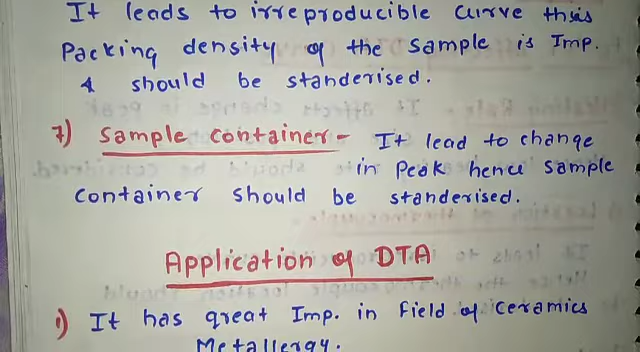 It leads to irreproducible curve this
Packing density of the sample is Imp.
& should be standerised.
7) Sample container - It lead to change
in Peak hence sample
container should be standerised.
Application of DTA
1) It has great Imp. in field of ceramics
Metallergy.